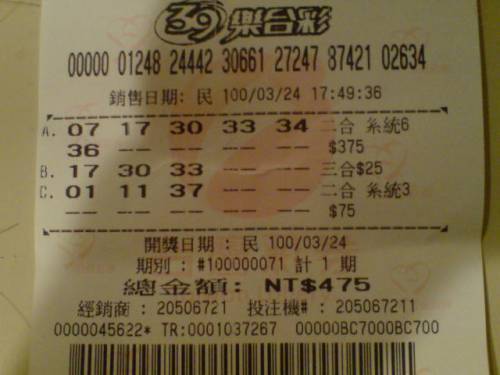 39 樂合彩
00000 01248 24442 30661 27247 87421 02634
銷售日期: 民 100/03/24 17:49:36
A. 07 17 30 33 34 二合 系統6
36 -- -- -- -- $375
B. 17 30 33 -- -- 三合$25
C. 01 11 37 -- -- 二合 系統3
-- -- -- -- -- $75
開獎日期 : 民 100/03/24
期別 : #100000071 計 1 期
總金額: NT$475
經銷商 : 20506721 投注機# : 205067211
0000045622* TR:0001037267 00000BC7000BC700